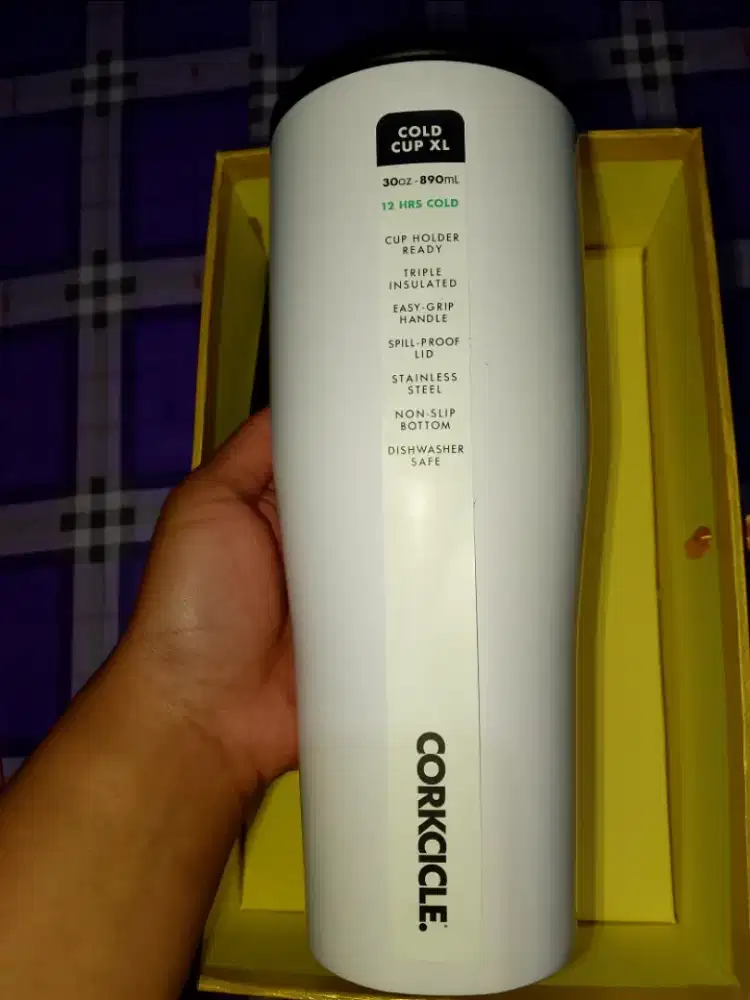 COLD
CUP XL
30oz - 890mL
12 HRS COLD
CUP HOLDER
READY
TRIPLE
INSULATED
EASY-GRIP
HANDLE
SPILL-PROOF
LID
STAINLESS
STEEL
NON-SLIP
BOTTOM
DISHWASHER
SAFE
CORKCICLE.